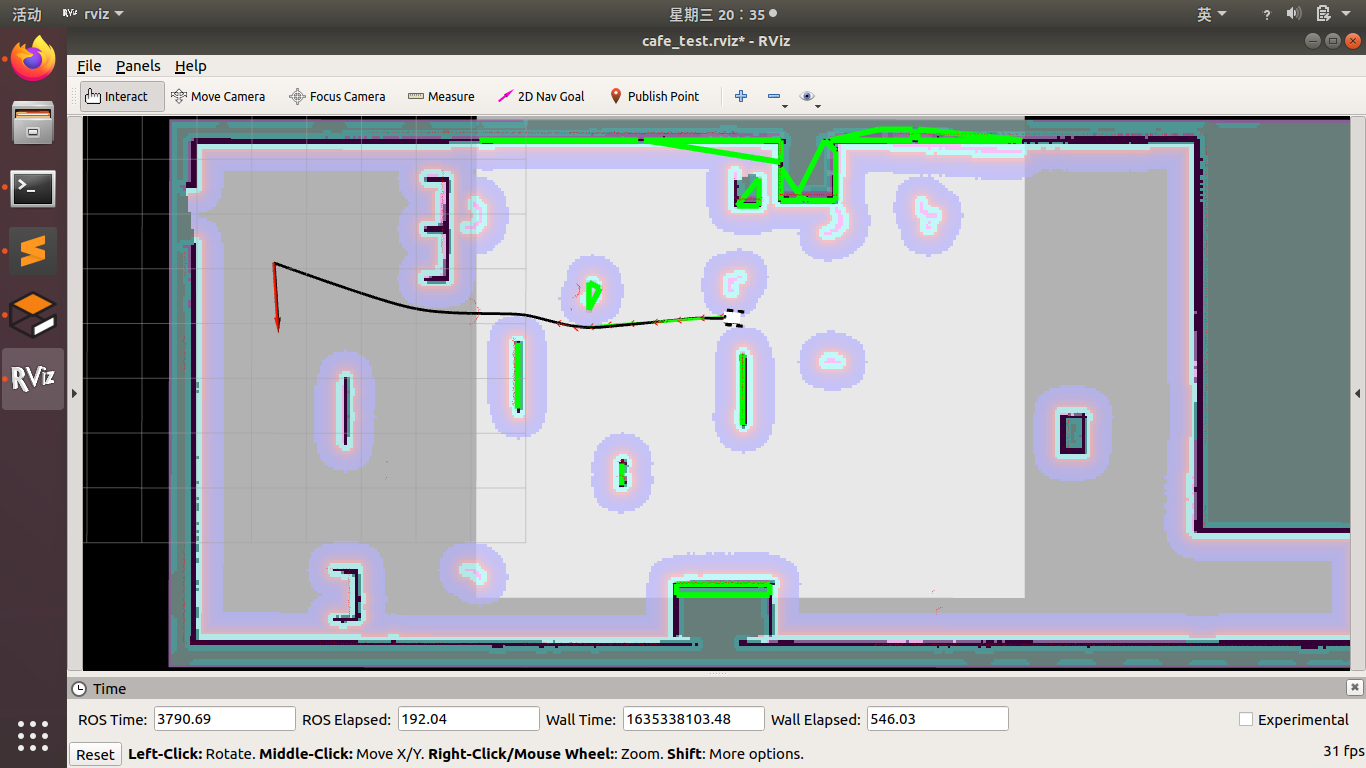 活动 rviz 星期三 20：35 英 ?
cafe_test.rviz* - RViz
File Panels Help
Interact Move Camera Focus Camera Measure 2D Nav Goal Publish Point
RViz
Time
ROS Time: 3790.69 ROS Elapsed: 192.04 Wall Time: 1635338103.48 Wall Elapsed: 546.03 Experimental
Reset Left-Click: Rotate. Middle-Click: Move X/Y. Right-Click/Mouse Wheel:: Zoom. Shift: More options. 31 fps